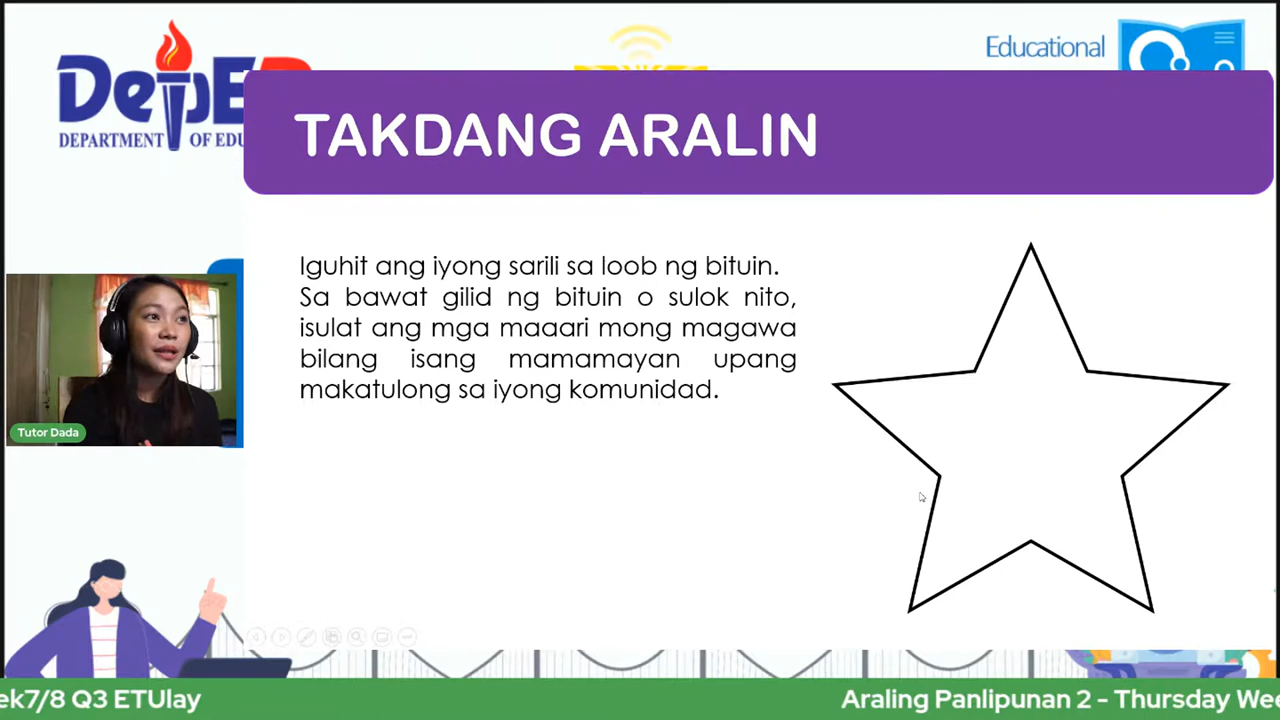 DepE
DEPARTMENT OF EDU
Educational
TAKDANG ARALIN
Iguhit ang iyong sarili sa loob ng bituin.
Sa bawat gilid ng bituin o sulok nito,
isulat ang mga maaari mong magawa
bilang isang mamamayan upang
makatulong sa iyong komunidad.
Tutor Dada
ek7/8 Q3 ETUlay
Araling Panlipunan 2 - Thursday Wee